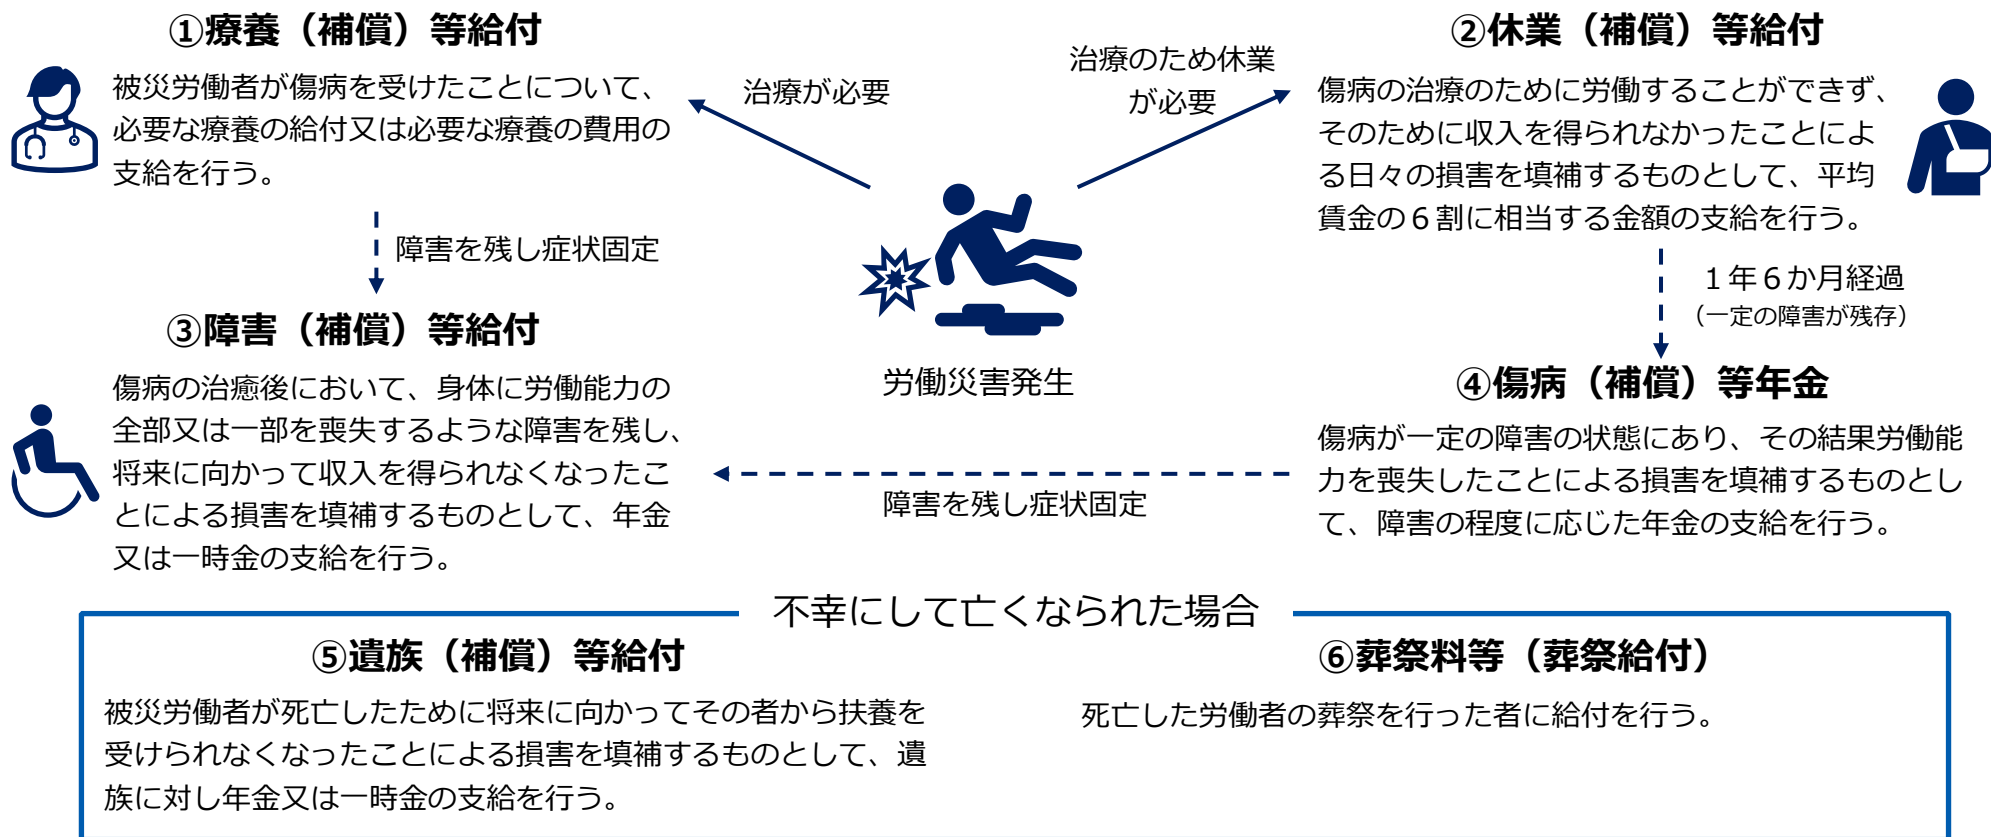 ①療養（補償）等給付
被災労働者が傷病を受けたことについて、
必要な療養の給付又は必要な療養の費用の
支給を行う。
治療が必要
治療のため休業
が必要
②休業（補償）等給付
傷病の治療のために労働することができず、
そのために収入を得られなかったことによ
る日々の損害を填補するものとして、平均
賃金の６割に相当する金額の支給を行う。
障害を残し症状固定
１年６か月経過
（一定の障害が残存）
労働災害発生
③障害（補償）等給付
傷病の治癒後において、身体に労働能力の
全部又は一部を喪失するような障害を残し、
将来に向かって収入を得られなくなったこ
とによる損害を填補するものとして、年金
又は一時金の支給を行う。
④傷病（補償）等年金
傷病が一定の障害の状態にあり、その結果労働能
力を喪失したことによる損害を填補するものとし
て、障害の程度に応じた年金の支給を行う。
障害を残し症状固定
不幸にして亡くなられた場合
⑤遺族（補償）等給付
被災労働者が死亡したために将来に向かってその者から扶養を
受けられなくなったことによる損害を填補するものとして、遺
族に対し年金又は一時金の支給を行う。
⑥葬祭料等（葬祭給付）
死亡した労働者の葬祭を行った者に給付を行う。